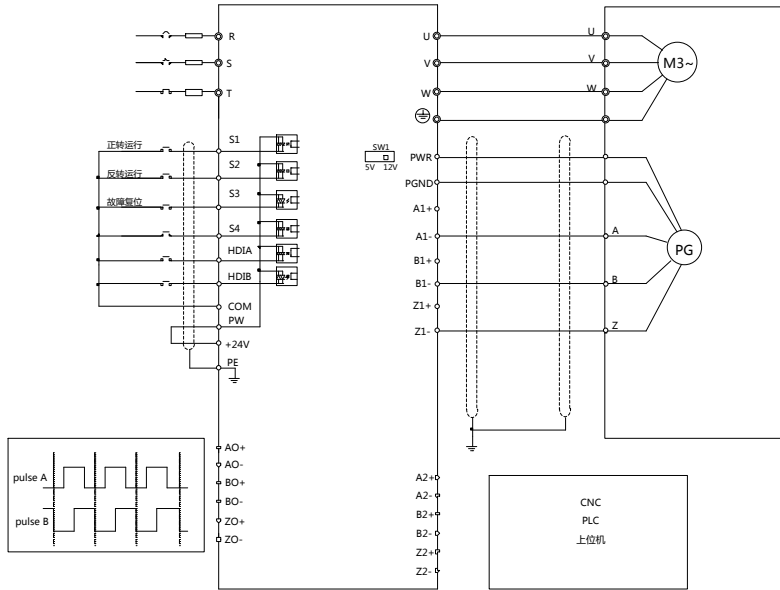 R
S
T
正转运行
反转运行
故障复位
S1
S2
S3
S4
HDIA
HDIB
COM
PW
+24V
PE
SW1
5V 12V
U
V
W
PWR
PGND
A1+
A1-
B1+
B1-
Z1+
Z1-
U
V
W
M3~
A
B
Z
PG
pulse A
pulse B
AO+
AO-
BO+
BO-
ZO+
ZO-
A2+
A2-
B2+
B2-
Z2+
Z2-
CNC
PLC
上位机